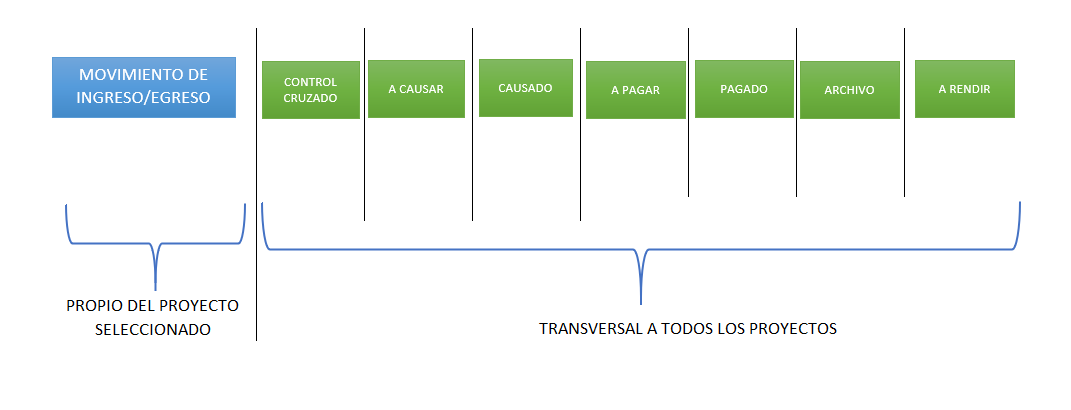 MOVIMIENTO DE
INGRESO/EGRESO
CONTROL
CRUZADO
A CAUSAR
CAUSADO
A PAGAR
PAGADO
ARCHIVO
A RENDIR
PROPIO DEL PROYECTO
SELECCIONADO
TRANSVERSAL A TODOS LOS PROYECTOS